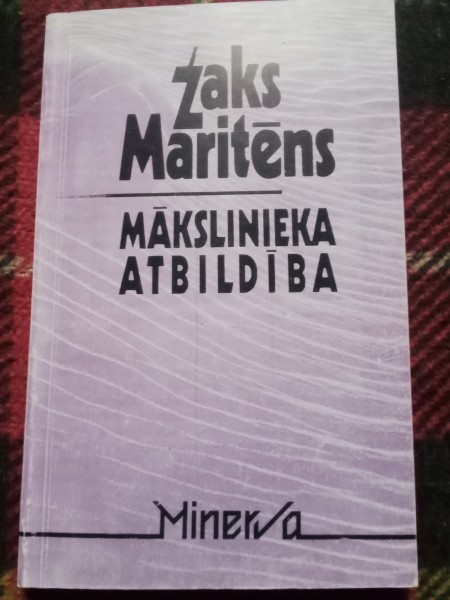 Žaks
Maritēns
MĀKSLINIEKA
ATBILDĪBA
Minerva